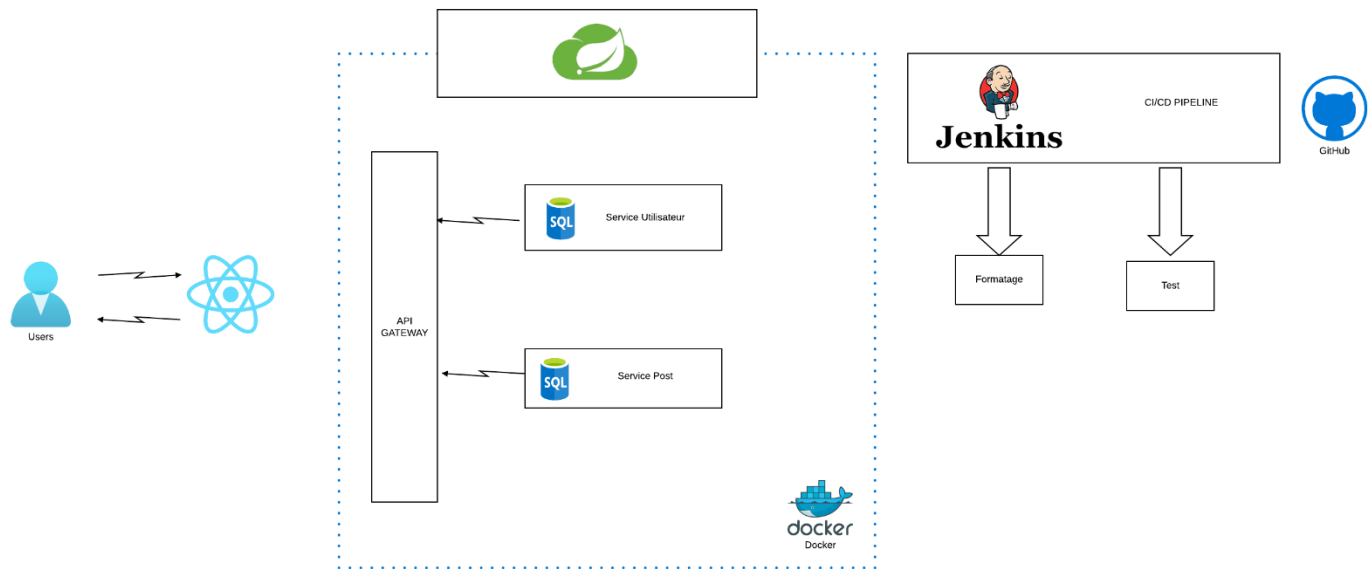 Jenkins
CI/CD PIPELINE
GitHub
SQL
Service Utilisateur
Formatage
Test
API
GATEWAY
Users
SQL
Service Post
docker
Docker